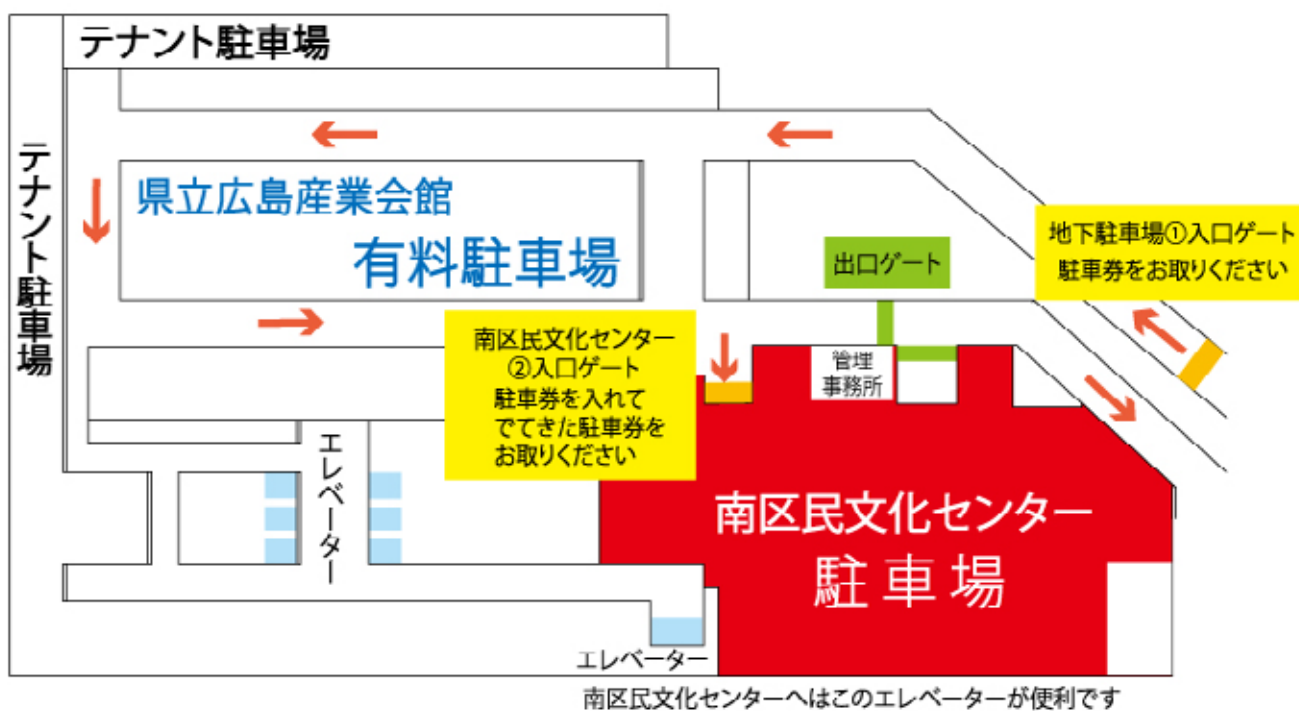 テナント駐車場
テナント駐車場
県立広島産業会館
有料駐車場
出口ゲート
地下駐車場①入口ゲート
駐車券をお取りください
南区民文化センター
②入口ゲート
駐車券を入れて
でてきた駐車券を
お取りください
管理
事務所
エレベーター
南区民文化センター
駐車場
エレベーター
南区民文化センターへはこのエレベーターが便利です